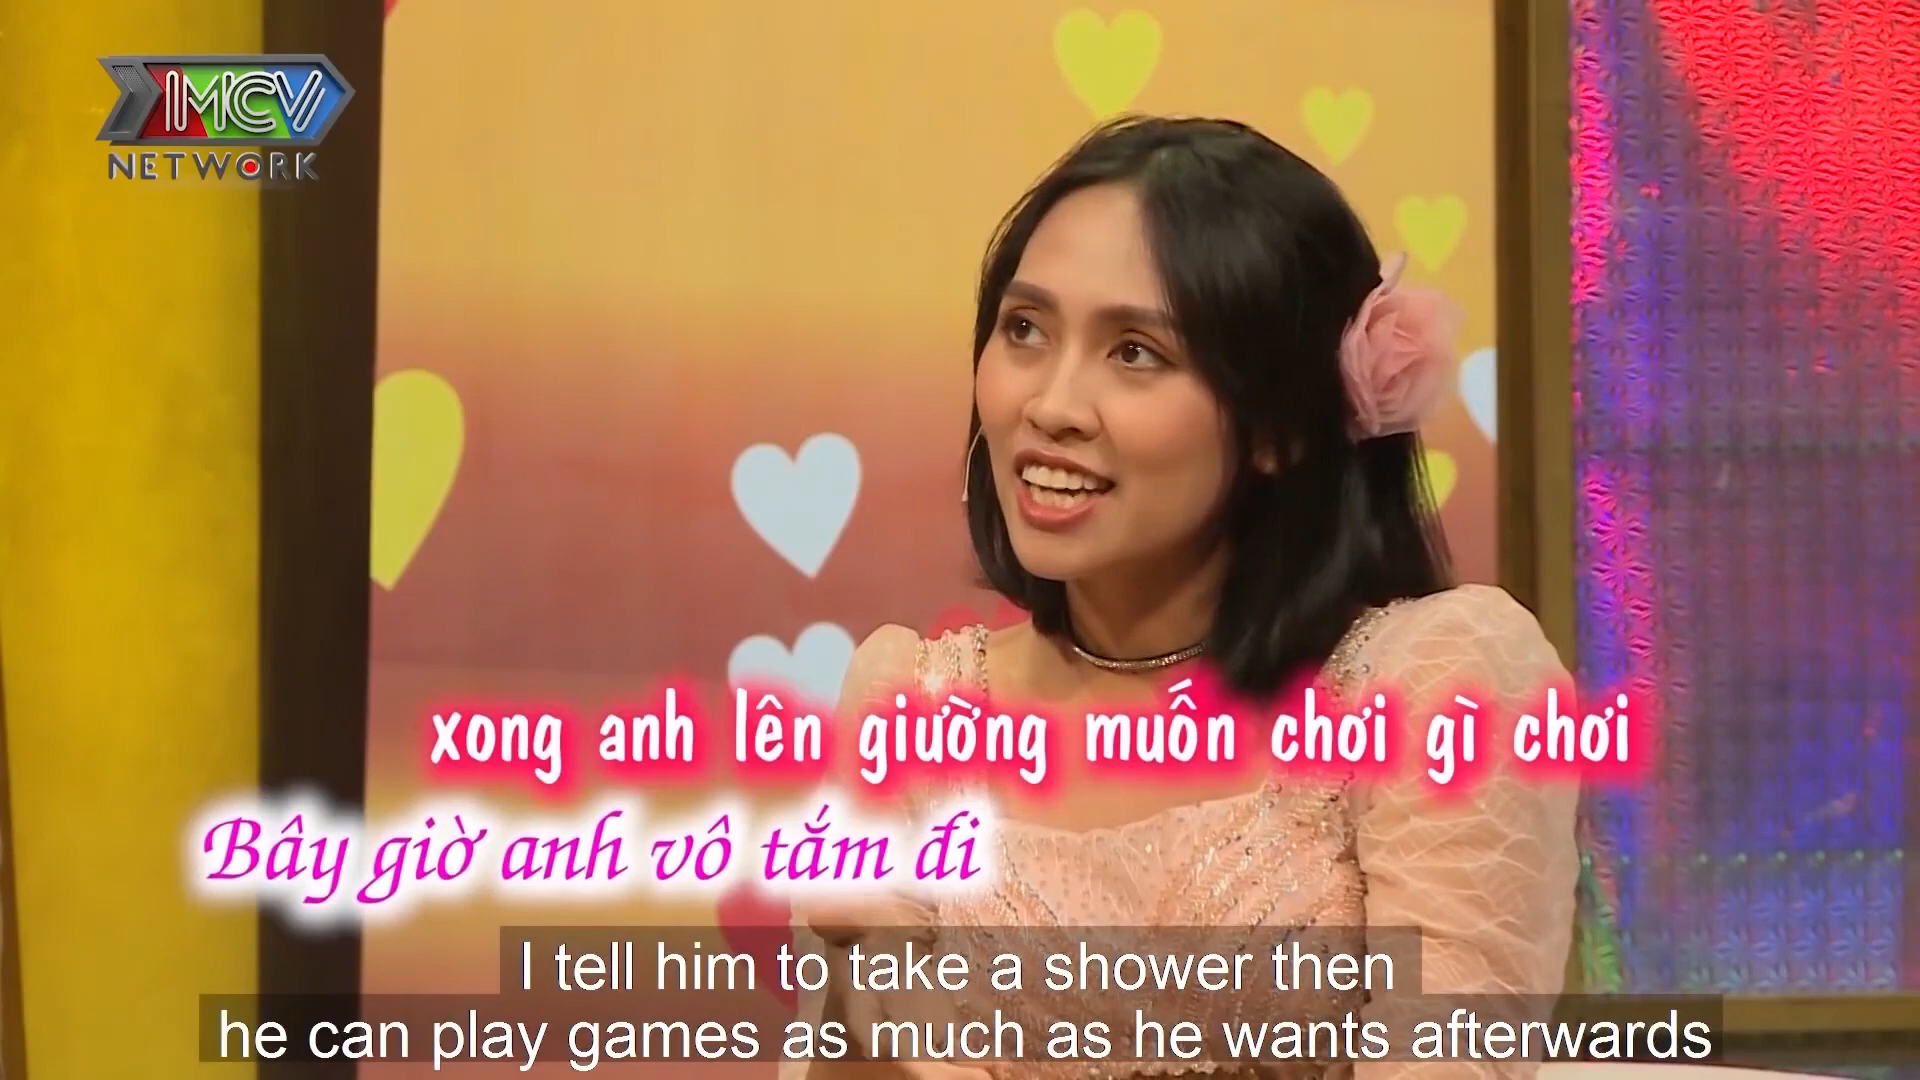 MCV
NETWORK
xong anh lên giường muốn chơi gì chơi
Bây giờ anh vô tắm đi
I tell him to take a shower then
he can play games as much as he wants afterwards